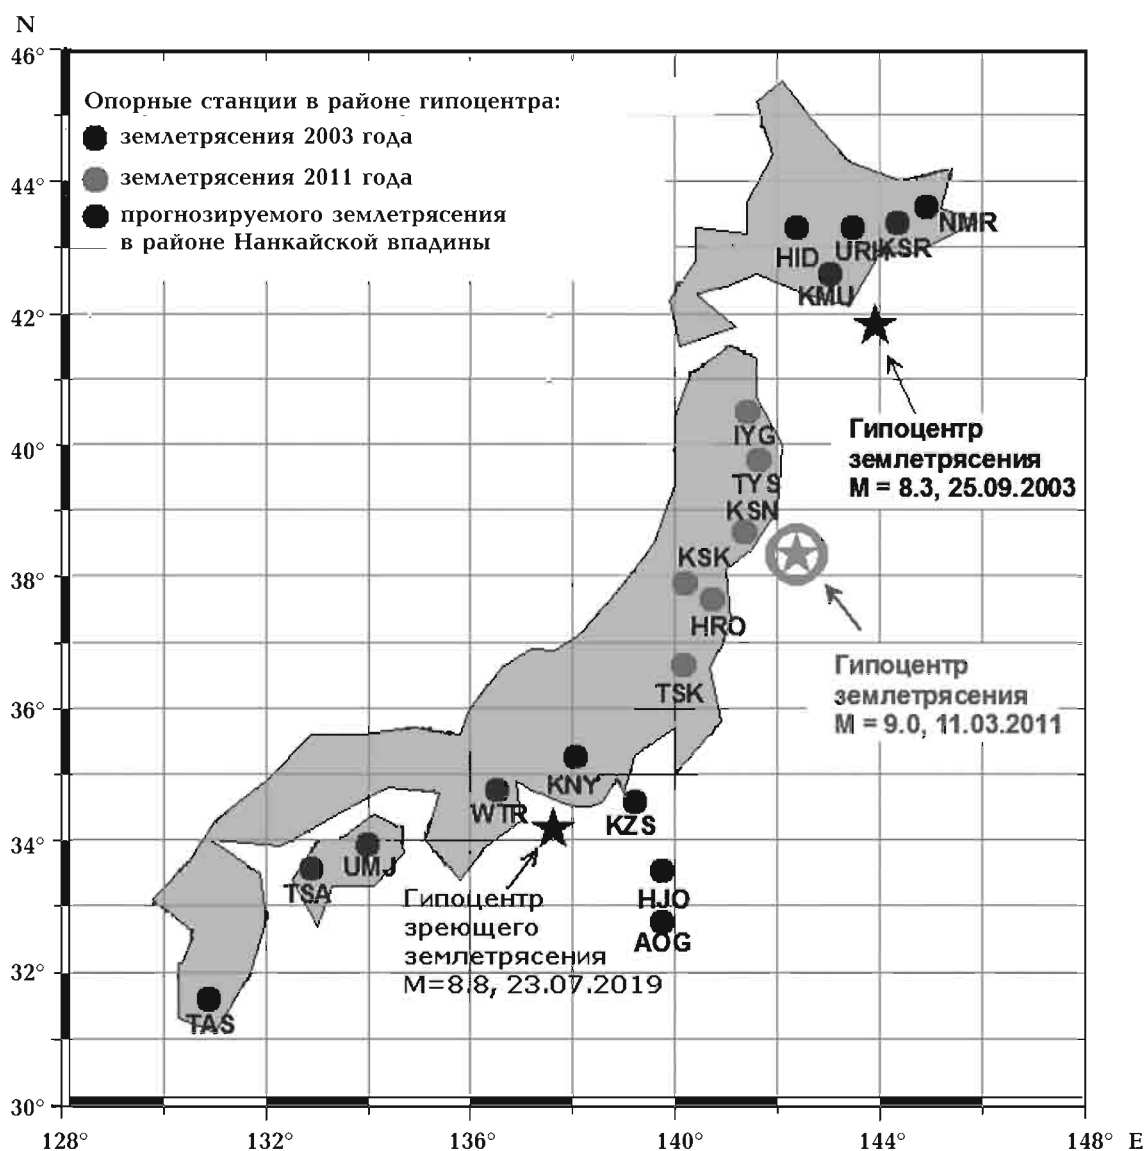 N
46°
Опорные станции в районе гипоцентра:
землетрясения 2003 года
землетрясения 2011 года
прогнозируемого землетрясения
в районе Нанкайской впадины
44°
NMR
HID
URH
KSR
KMU
42°
Гипоцентр
землетрясения
M = 8.3, 25.09.2003
IYG
40°
TYS
KSN
KSK
38°
HRO
Гипоцентр
землетрясения
M = 9.0, 11.03.2011
TSK
36°
KNY
WTR
KZS
34°
UMJ
TSA
Гипоцентр
зреющего
землетрясения
M=8.8, 23.07.2019
HJO
AOG
32°
TAS
30°
128° 132° 136° 140° 144° 148° E